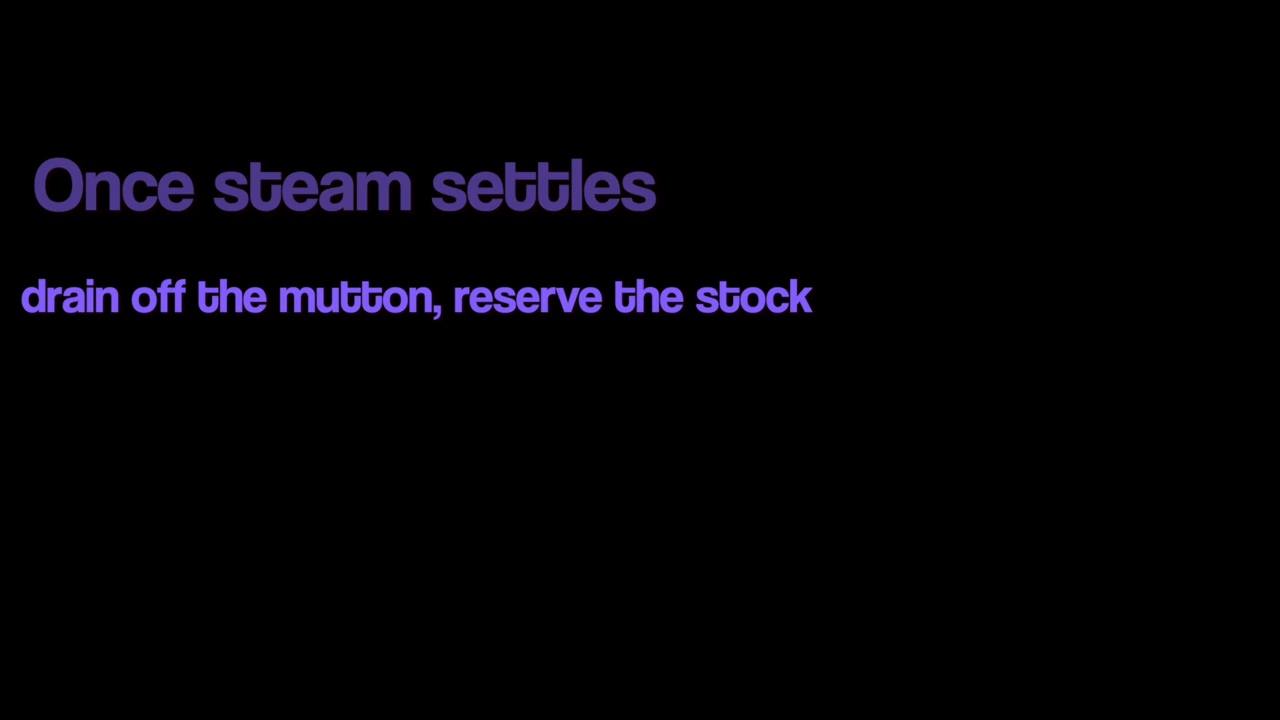 Once steam settles
drain off the mutton, reserve the stock